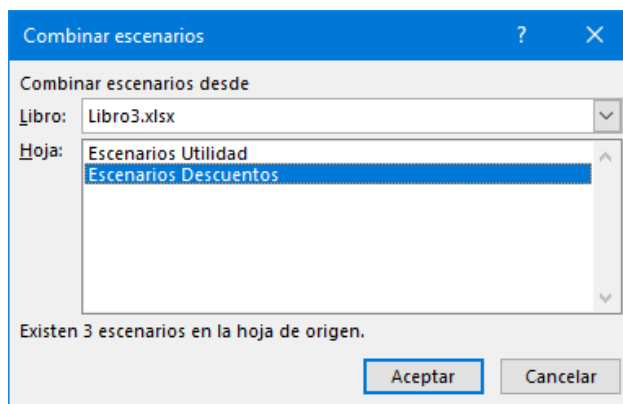 Combinar escenarios ? ×
Combinar escenarios desde
Libro: Libro3.xlsx
Hoja: Escenarios Utilidad
Escenarios Descuentos
Existen 3 escenarios en la hoja de origen.
Aceptar Cancelar